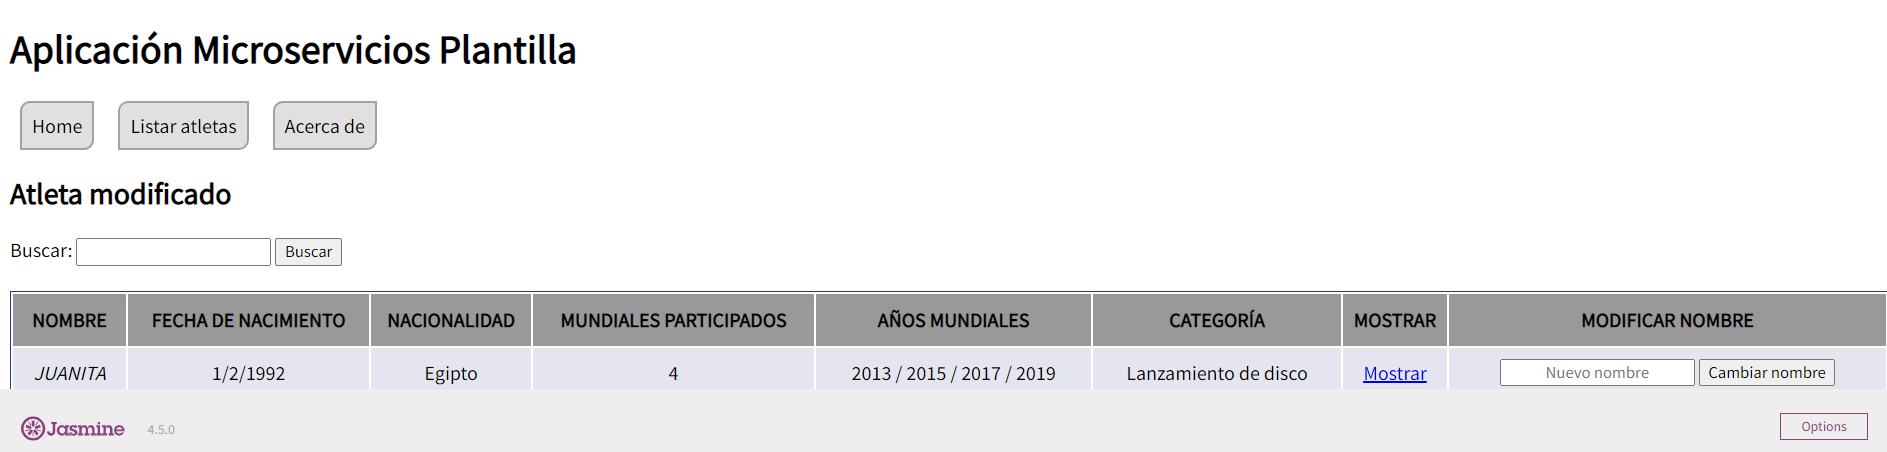 Aplicación Microservicios Plantilla
Home Listar atletas Acerca de
Atleta modificado
Buscar: Buscar
NOMBRE FECHA DE NACIMIENTO NACIONALIDAD MUNDIALES PARTICIPADOS AÑOS MUNDIALES CATEGORÍA MOSTRAR MODIFICAR NOMBRE
JUANITA 1/2/1992 Egipto 4 2013 / 2015 / 2017 / 2019 Lanzamiento de disco Mostrar Nuevo nombre Cambiar nombre
Jasmine 4.5.0 Options